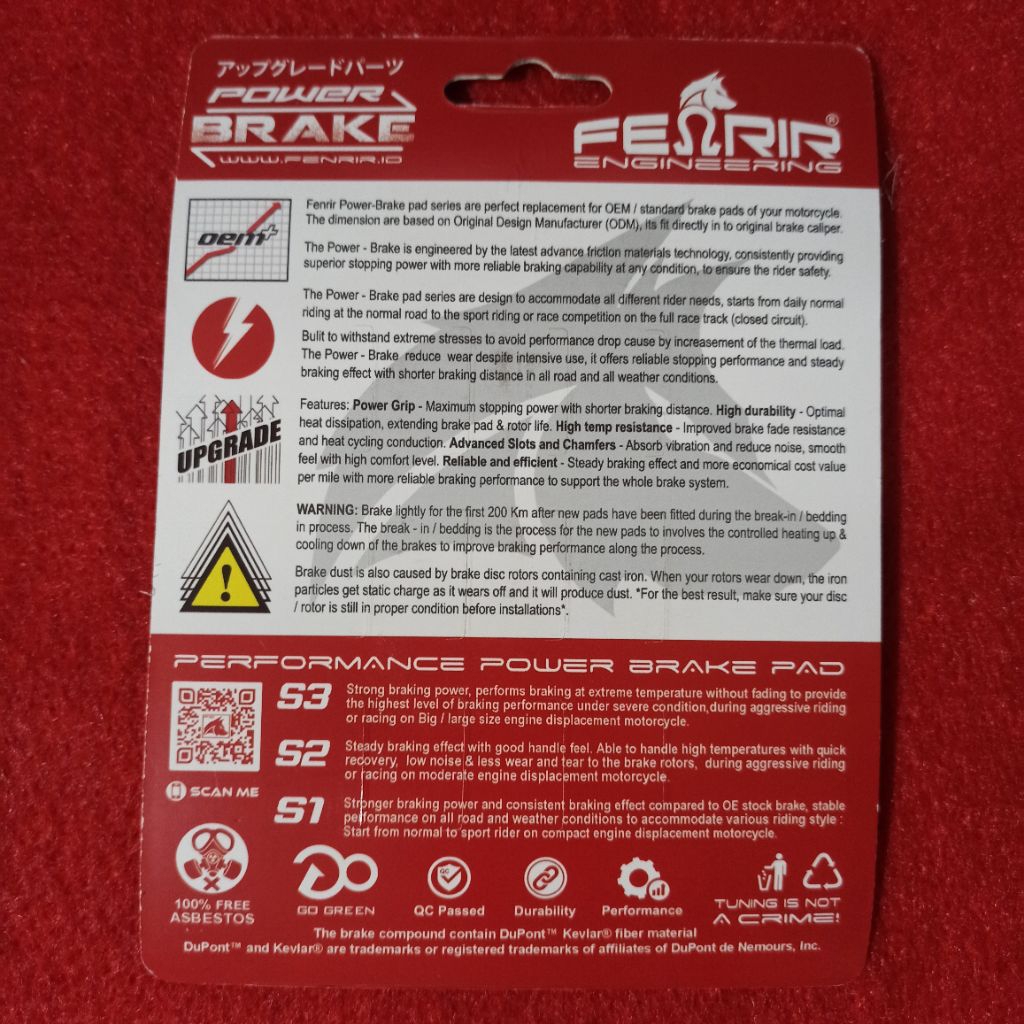 アップグレードパーツ
POWER
BRAKE
WWW.FENRIR.ID
FENRIR®
ENGINEERING
oem+
Fenrir Power-Brake pad series are perfect replacement for OEM / standard brake pads of your motorcycle.
The dimension are based on Original Design Manufacturer (ODM), its fit directly in to original brake caliper.
The Power - Brake is engineered by the latest advance friction materials technology, consistently providing
superior stopping power with more reliable braking capability at any condition, to ensure the rider safety.
The Power - Brake pad series are design to accommodate all different rider needs, starts from daily normal
riding at the normal road to the sport riding or race competition on the full race track (closed circuit).
Bulit to withstand extreme stresses to avoid performance drop cause by increasement of the thermal load.
The Power - Brake reduce wear despite intensive use, it offers reliable stopping performance and steady
braking effect with shorter braking distance in all road and all weather conditions.
UPGRADE
Features: Power Grip - Maximum stopping power with shorter braking distance. High durability - Optimal
heat dissipation, extending brake pad & rotor life. High temp resistance - Improved brake fade resistance
and heat cycling conduction. Advanced Slots and Chamfers - Absorb vibration and reduce noise, smooth
feel with high comfort level. Reliable and efficient - Steady braking effect and more economical cost value
per mile with more reliable braking performance to support the whole brake system.
WARNING: Brake lightly for the first 200 Km after new pads have been fitted during the break-in / bedding
in process. The break - in / bedding is the process for the new pads to involves the controlled heating up &
cooling down of the brakes to improve braking performance along the process.
Brake dust is also caused by brake disc rotors containing cast iron. When your rotors wear down, the iron
particles get static charge as it wears off and it will produce dust. *For the best result, make sure your disc
/ rotor is still in proper condition before installations*.
PERFORMANCE POWER BRAKE PAD
S3 Strong braking power, performs braking at extreme temperature without fading to provide
the highest level of braking performance under severe condition,during aggressive riding
or racing on Big / large size engine displacement motorcycle.
S2 Steady braking effect with good handle feel. Able to handle high temperatures with quick
recovery, low noise & less wear and tear to the brake rotors, during aggressive riding
or racing on moderate engine displacement motorcycle.
SCAN ME
S1 Stronger braking power and consistent braking effect compared to OE stock brake, stable
performance on all road and weather conditions to accommodate various riding style :
Start from normal to sport rider on compact engine displacement motorcycle.
100% FREE
ASBESTOS
GO GREEN
QC
QC Passed
Durability
Performance
TUNING IS NOT
A CRIME!
The brake compound contain DuPont™ Kevlar® fiber material
DuPont™ and Kevlar® are trademarks or registered trademarks of affiliates of DuPont de Nemours, Inc.